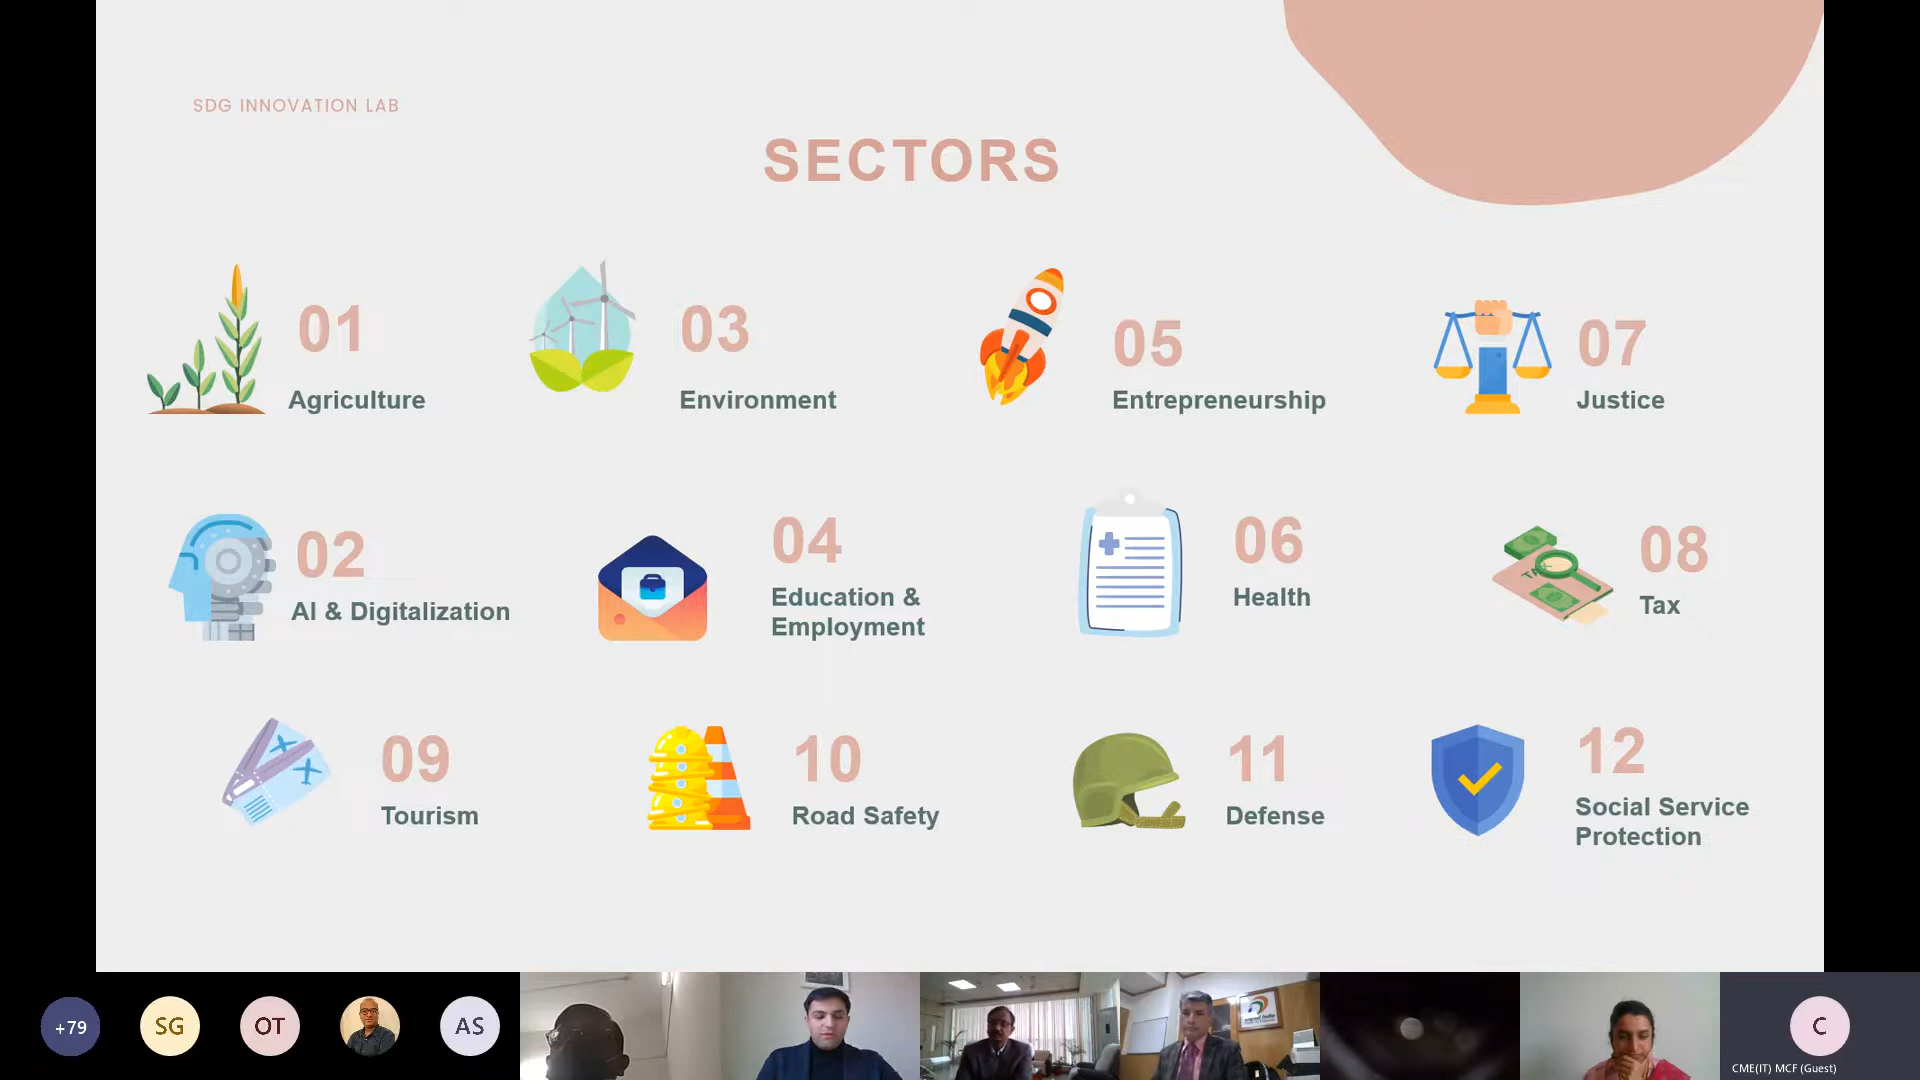 SDG INNOVATION LAB
SECTORS
01
Agriculture
03
Environment
05
Entrepreneurship
07
Justice
02
AI & Digitalization
04
Education &
Employment
06
Health
08
Tax
09
Tourism
10
Road Safety
11
Defense
12
Social Service
Protection
+79
SG
OT
AS
C
CME(IT) MCF (Guest)